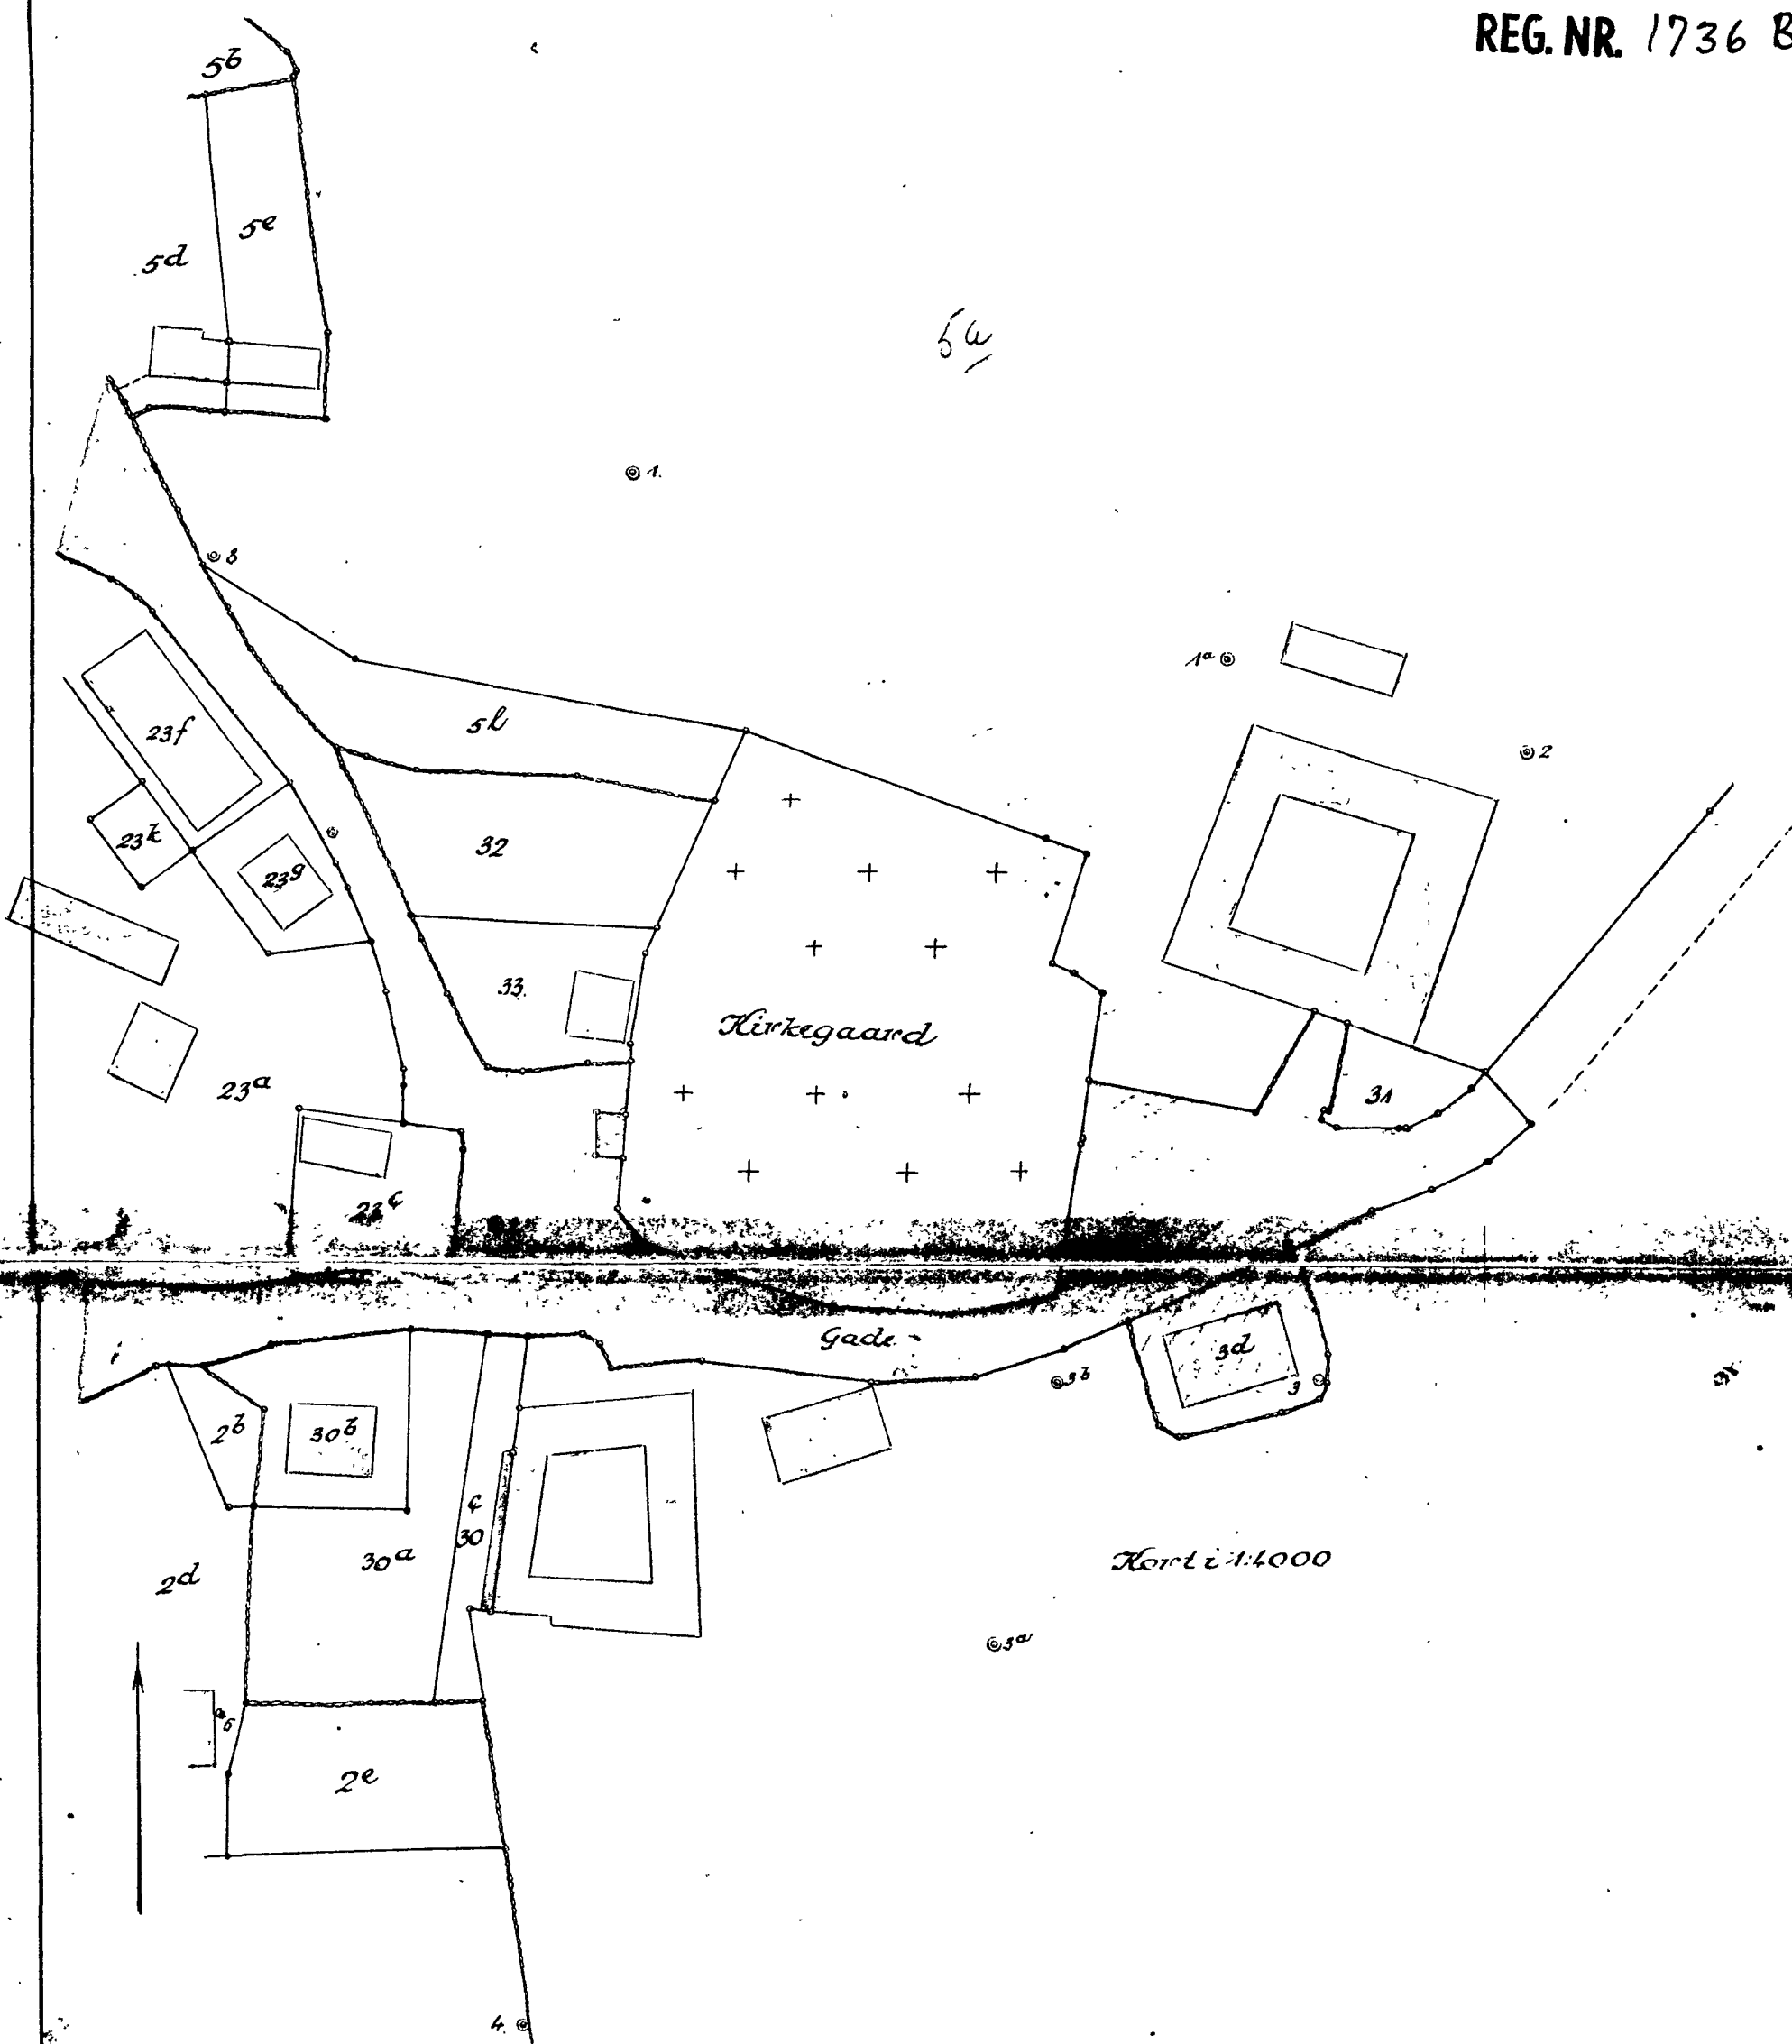 REG. NR. 1736 B
5b
5e
5d
5a
1.
8
1a
5h
2
23f
32
23k
23g
33.
Kirkegaard
23a
31
23c
Gade
i
3d
3b
3
2b
30b
c
30
30a
Kort i 1:4000
2d
3a
6
2e
4.